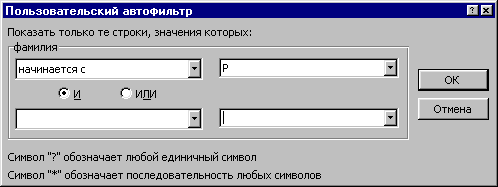 Пользовательский автофильтр
Показать только те строки, значения которых:
фамилия
начинается с Р
И ИЛИ
ОК
Отмена
Символ "?" обозначает любой единичный символ
Символ "*" обозначает последовательность любых символов